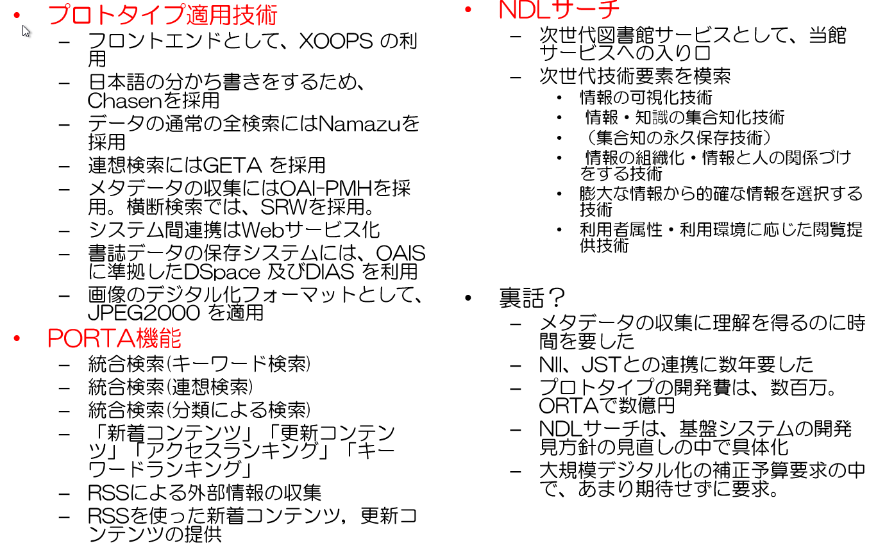 • プロトタイプ適用技術
– フロントエンドとして、XOOPS の利
用
– 日本語の分かち書きをするため、
Chasenを採用
– データの通常の全検索にはNamazuを
採用
– 連想検索にはGETA を採用
– メタデータの収集にはOAI-PMHを採
用。横断検索では、SRWを採用。
– システム間連携はWebサービス化
– 書誌データの保存システムには、OAIS
に準拠したDSpace 及びDIAS を利用
– 画像のデジタル化フォーマットとして、
JPEG2000 を適用
• PORTA機能
– 統合検索(キーワード検索)
– 統合検索(連想検索)
– 統合検索(分類による検索)
– 「新着コンテンツ」「更新コンテン
ツ」「アクセスランキング」「キー
ワードランキング」
– RSSによる外部情報の収集
– RSSを使った新着コンテンツ，更新コ
ンテンツの提供
• NDLサーチ
– 次世代図書館サービスとして、当館
サービスへの入り口
– 次世代技術要素を模索
• 情報の可視化技術
• 情報・知識の集合知化技術
• （集合知の永久保存技術）
• 情報の組織化・情報と人の関係づけ
をする技術
• 膨大な情報から的確な情報を選択する
技術
• 利用者属性・利用環境に応じた閲覧提
供技術
• 裏話？
– メタデータの収集に理解を得るのに時
間を要した
– NII、JSTとの連携に数年要した
– プロトタイプの開発費は、数百万。
ORTAで数億円
– NDLサーチは、基盤システムの開発
見方針の見直しの中で具体化
– 大規模デジタル化の補正予算要求の中
で、あまり期待せずに要求。